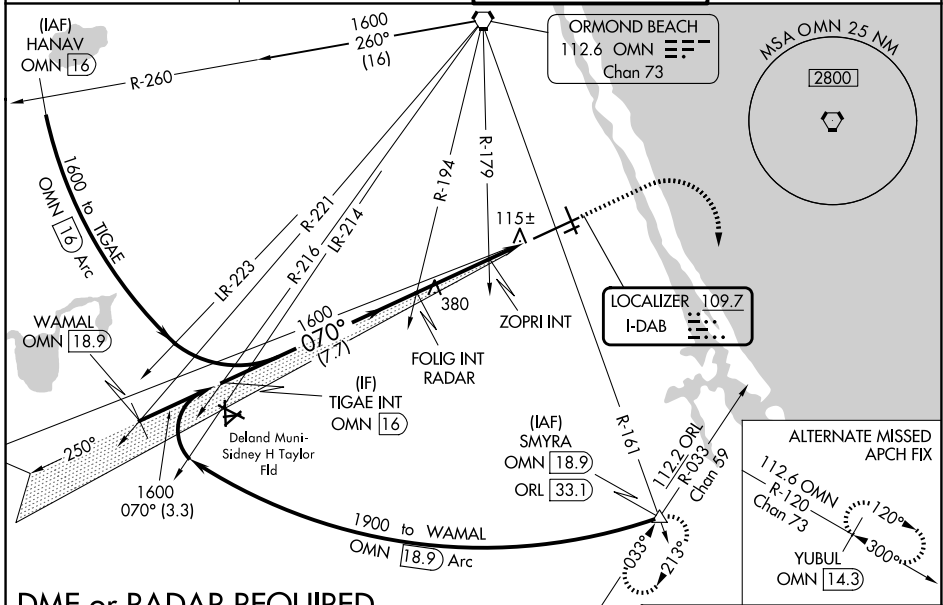 (IAF)
HANAV
OMN 16
1600
260°
(16)
R-260
ORMOND BEACH
112.6 OMN
Chan 73
MSA OMN 25 NM
2800
1600 to TIGAE
OMN 16 Arc
LR-223
R-221
R-216
LR-214
R-194
R-179
115±
LOCALIZER 109.7
I-DAB
WAMAL
OMN 18.9
1600
070°
(7.7)
380
ZOPRI INT
FOLIG INT
RADAR
(IF)
TIGAE INT
OMN 16
Deland Muni-
Sidney H Taylor
Fld
250°
1600
070° (3.3)
R-161
(IAF)
SMYRA
OMN 18.9
ORL 33.1
112.2 ORL
R-033
Chan 59
1900 to WAMAL
OMN 18.9 Arc
033°
213°
ALTERNATE MISSED
APCH FIX
112.6 OMN
R-120
Chan 73
120°
300°
YUBUL
OMN 14.3
DME or RADAR REQUIRED